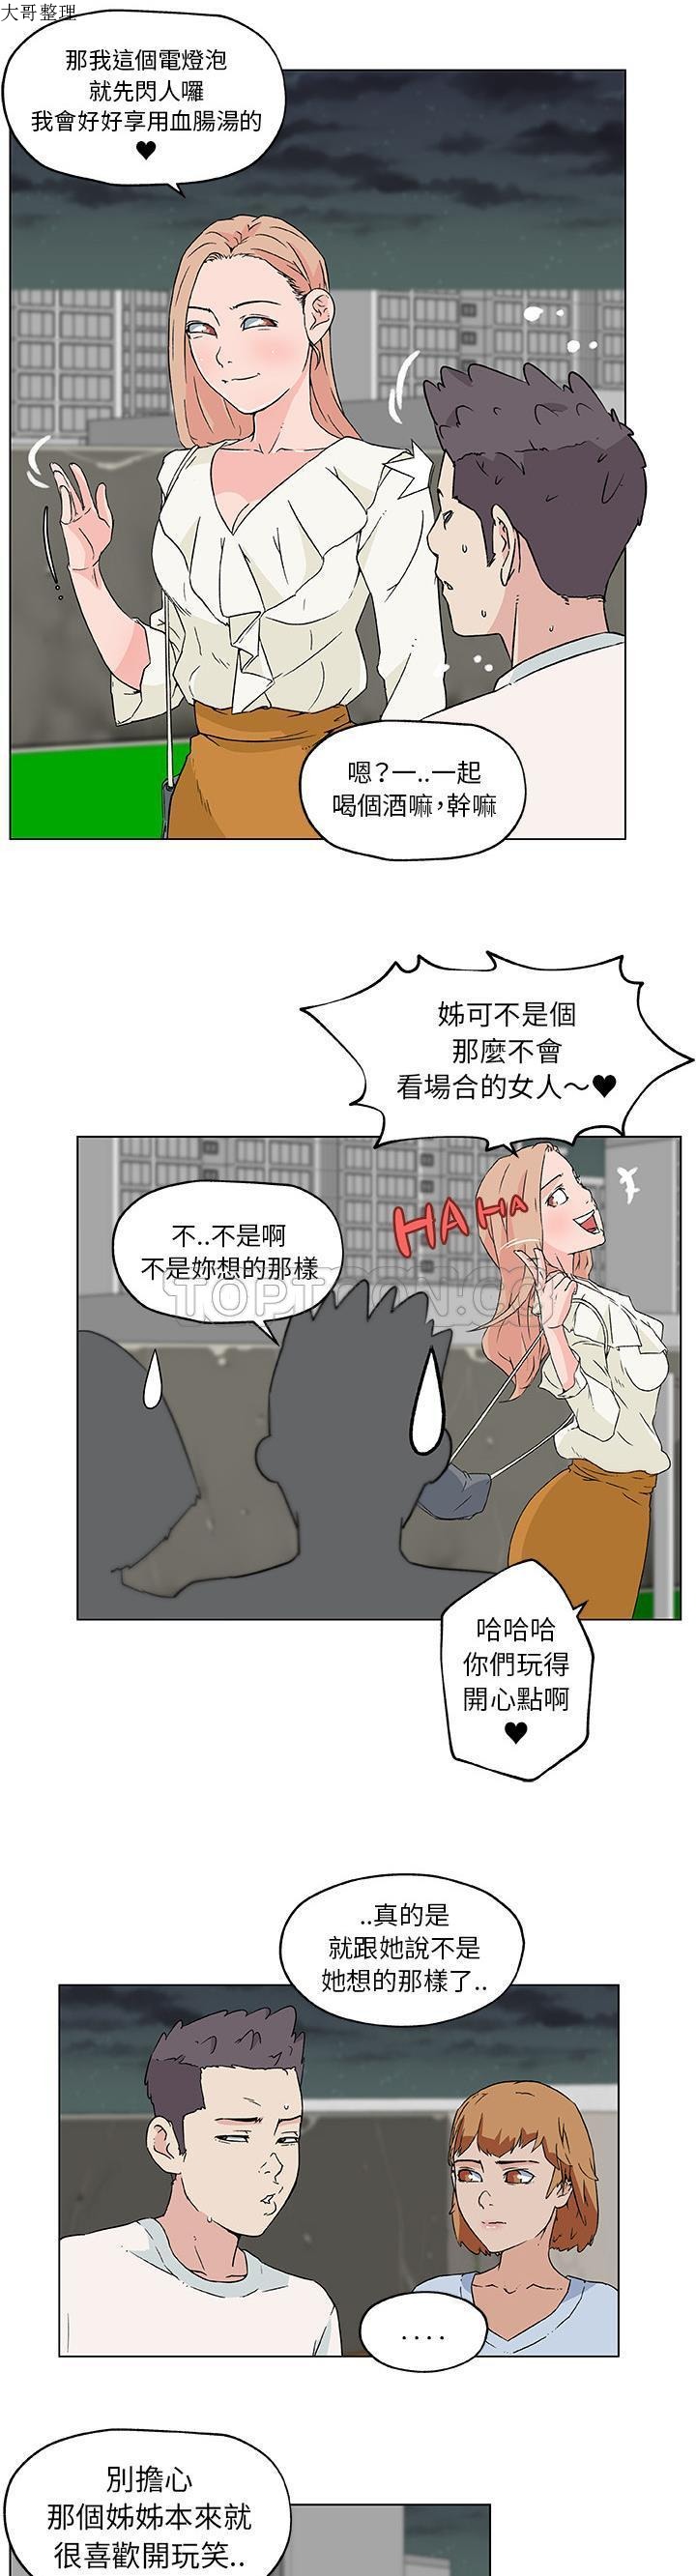 大哥整理
那我這個電燈泡
就先閃人囉
我會好好享用血腸湯的
♥
嗯？一..一起
喝個酒嘛，幹嘛
姊可不是個
那麼不會
看場合的女人～♥
HA HA
不..不是啊
不是妳想的那樣
TOPTOON.CC
哈哈哈
你們玩得
開心點啊
♥
..真的是
就跟她說不是
她想的那樣了..
....
別擔心
那個姊姊本來就
很喜歡開玩笑..